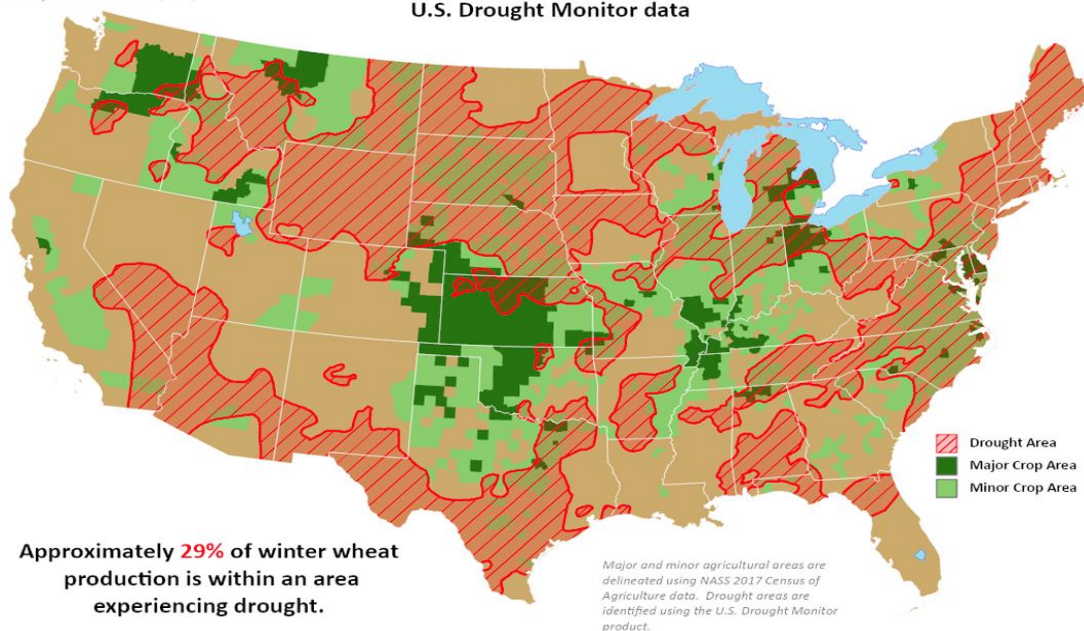 U.S. Drought Monitor data
Drought Area
Major Crop Area
Minor Crop Area
Approximately 29% of winter wheat
production is within an area
experiencing drought.
Major and minor agricultural areas are
delineated using NASS 2017 Census of
Agriculture data. Drought areas are
identified using the U.S. Drought Monitor
product.